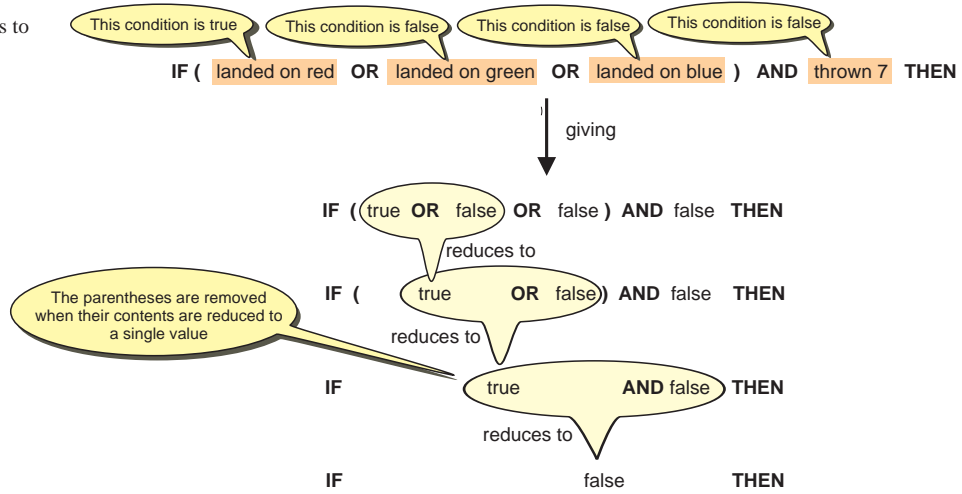 s to
This condition is true
This condition is false
This condition is false
This condition is false
IF ( landed on red OR landed on green OR landed on blue ) AND thrown 7 THEN
giving
IF ( true OR false OR false ) AND false THEN
reduces to
IF ( true OR false ) AND false THEN
The parentheses are removed
when their contents are reduced to
a single value
reduces to
IF true AND false THEN
reduces to
IF false THEN